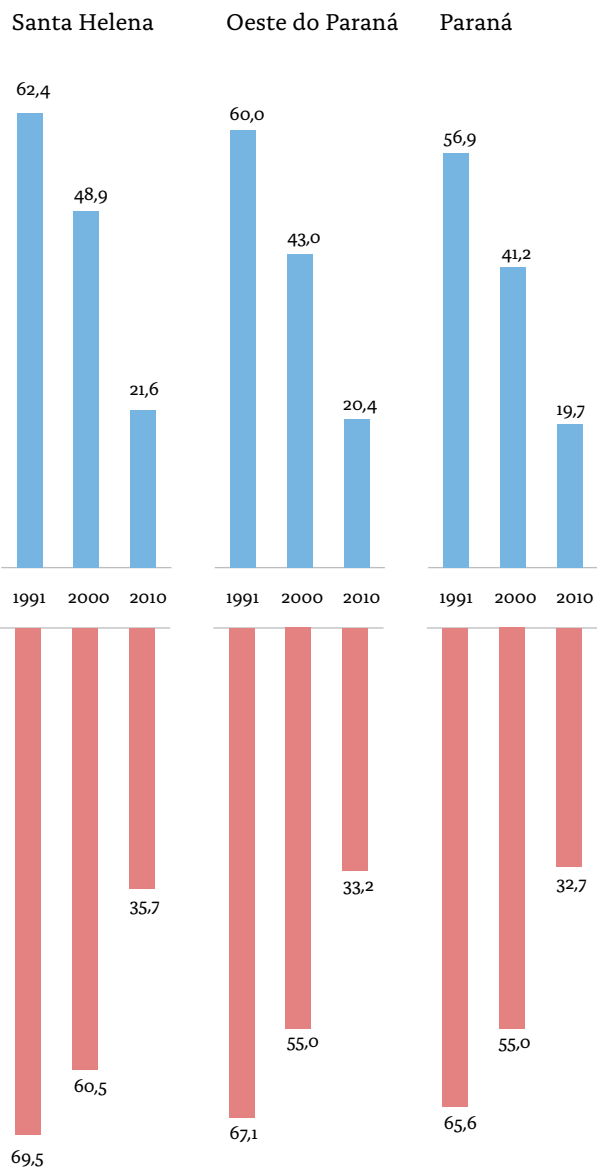 Santa Helena Oeste do Paraná Paraná
62,4 60,0 56,9
48,9 43,0 41,2
21,6 20,4 19,7
1991 2000 2010 1991 2000 2010 1991 2000 2010
35,7 33,2 32,7
60,5 55,0 55,0
69,5 67,1 65,6